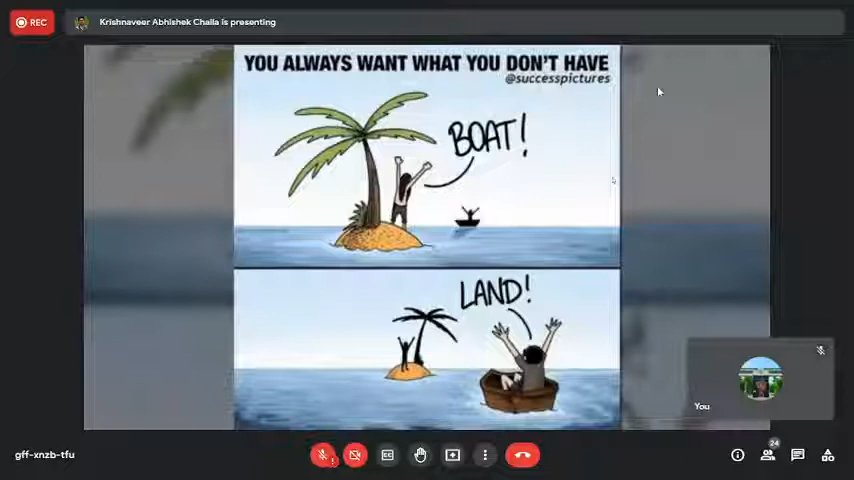 REC
Krishnaveer Abhishek Challa is presenting
YOU ALWAYS WANT WHAT YOU DON'T HAVE
@successpictures
BOAT!
LAND!
You
gff-xnzb-tfu
24